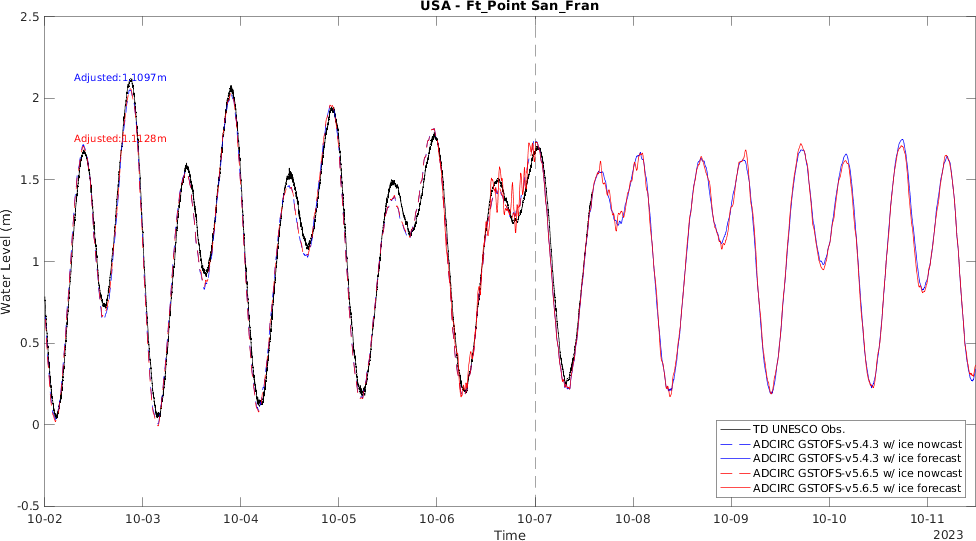 USA - Ft_Point San_Fran
2.5
2
1.5
1
0.5
0
-0.5
Water Level (m)
Adjusted:1.1097m
Adjusted:1.1128m
TD UNESCO Obs.
ADCIRC GSTOFS-v5.4.3 w/ ice nowcast
ADCIRC GSTOFS-v5.4.3 w/ ice forecast
ADCIRC GSTOFS-v5.6.5 w/ ice nowcast
ADCIRC GSTOFS-v5.6.5 w/ ice forecast
10-02 10-03 10-04 10-05 10-06 10-07 10-08 10-09 10-10 10-11
Time
2023